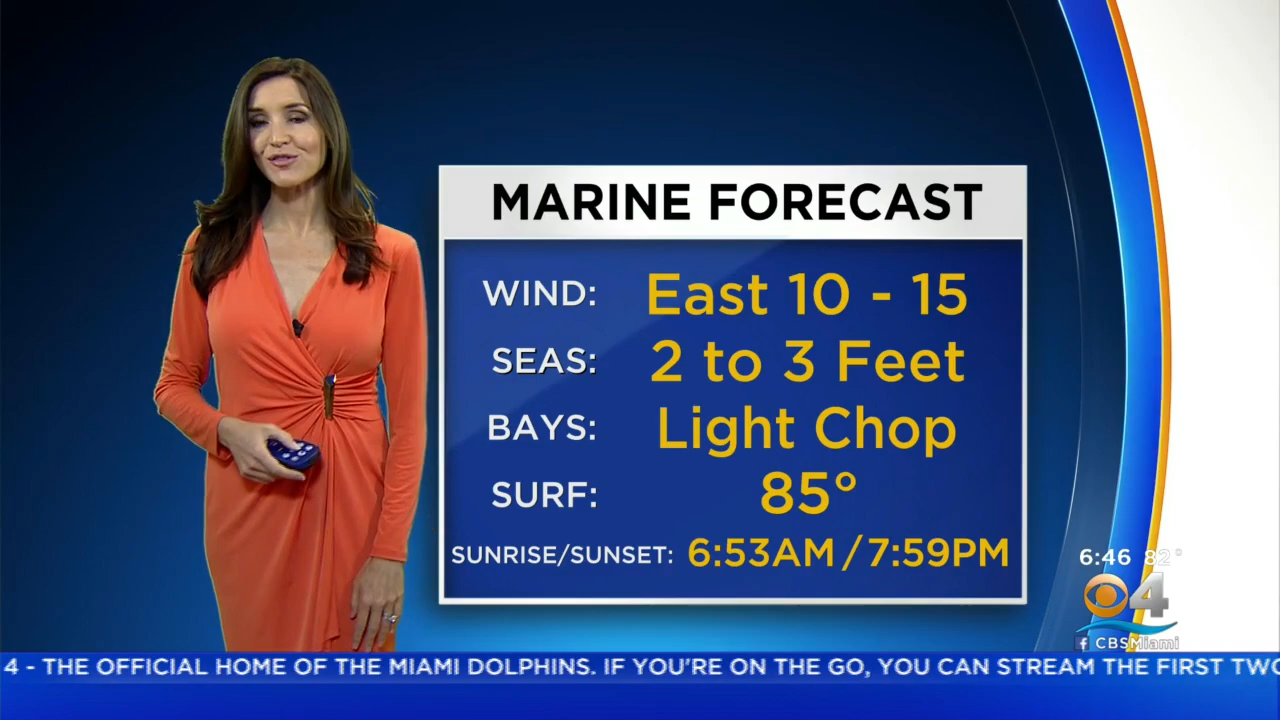 MARINE FORECAST
WIND: East 10 - 15
SEAS: 2 to 3 Feet
BAYS: Light Chop
SURF: 85°
SUNRISE/SUNSET: 6:53AM / 7:59PM
6:46 82°
4
f CBSMiami
4 - THE OFFICIAL HOME OF THE MIAMI DOLPHINS. IF YOU'RE ON THE GO, YOU CAN STREAM THE FIRST TWO